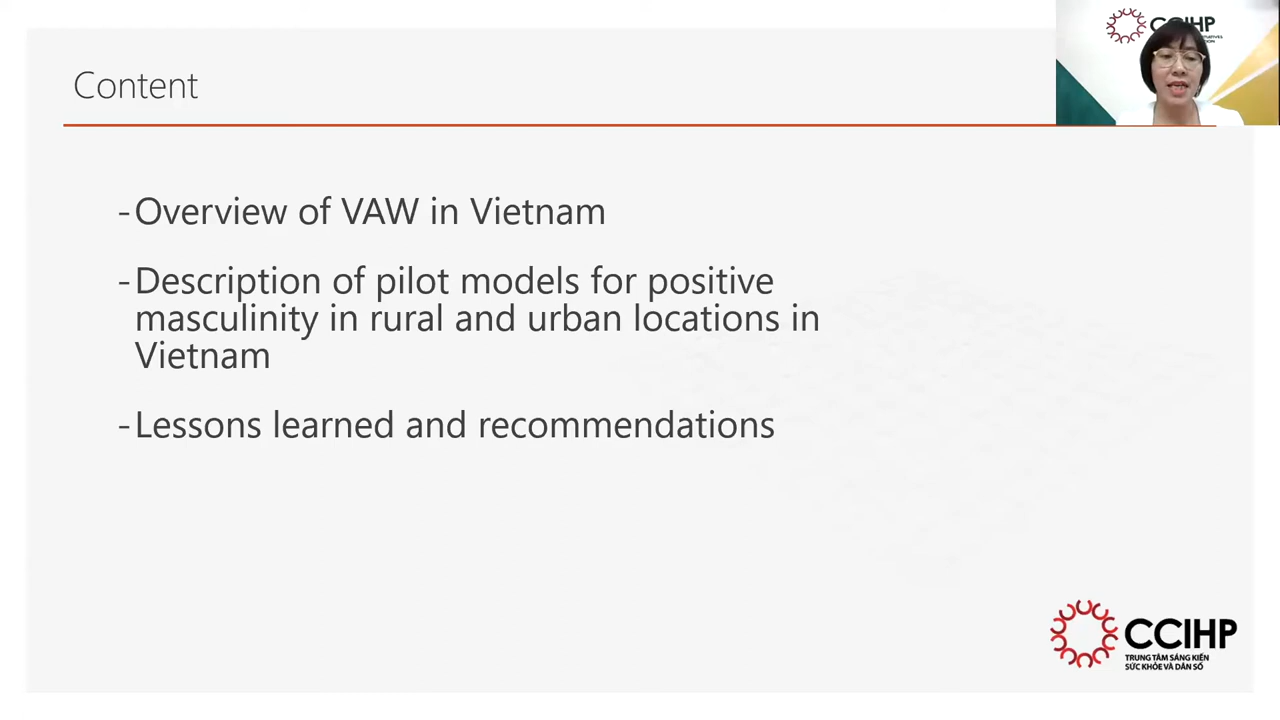 Content
CCIHP
-Overview of VAW in Vietnam
-Description of pilot models for positive
masculinity in rural and urban locations in
Vietnam
-Lessons learned and recommendations
CCIHP
TRUNG TÂM SÁNG KIẾN
SỨC KHỎE VÀ DÂN SỐ